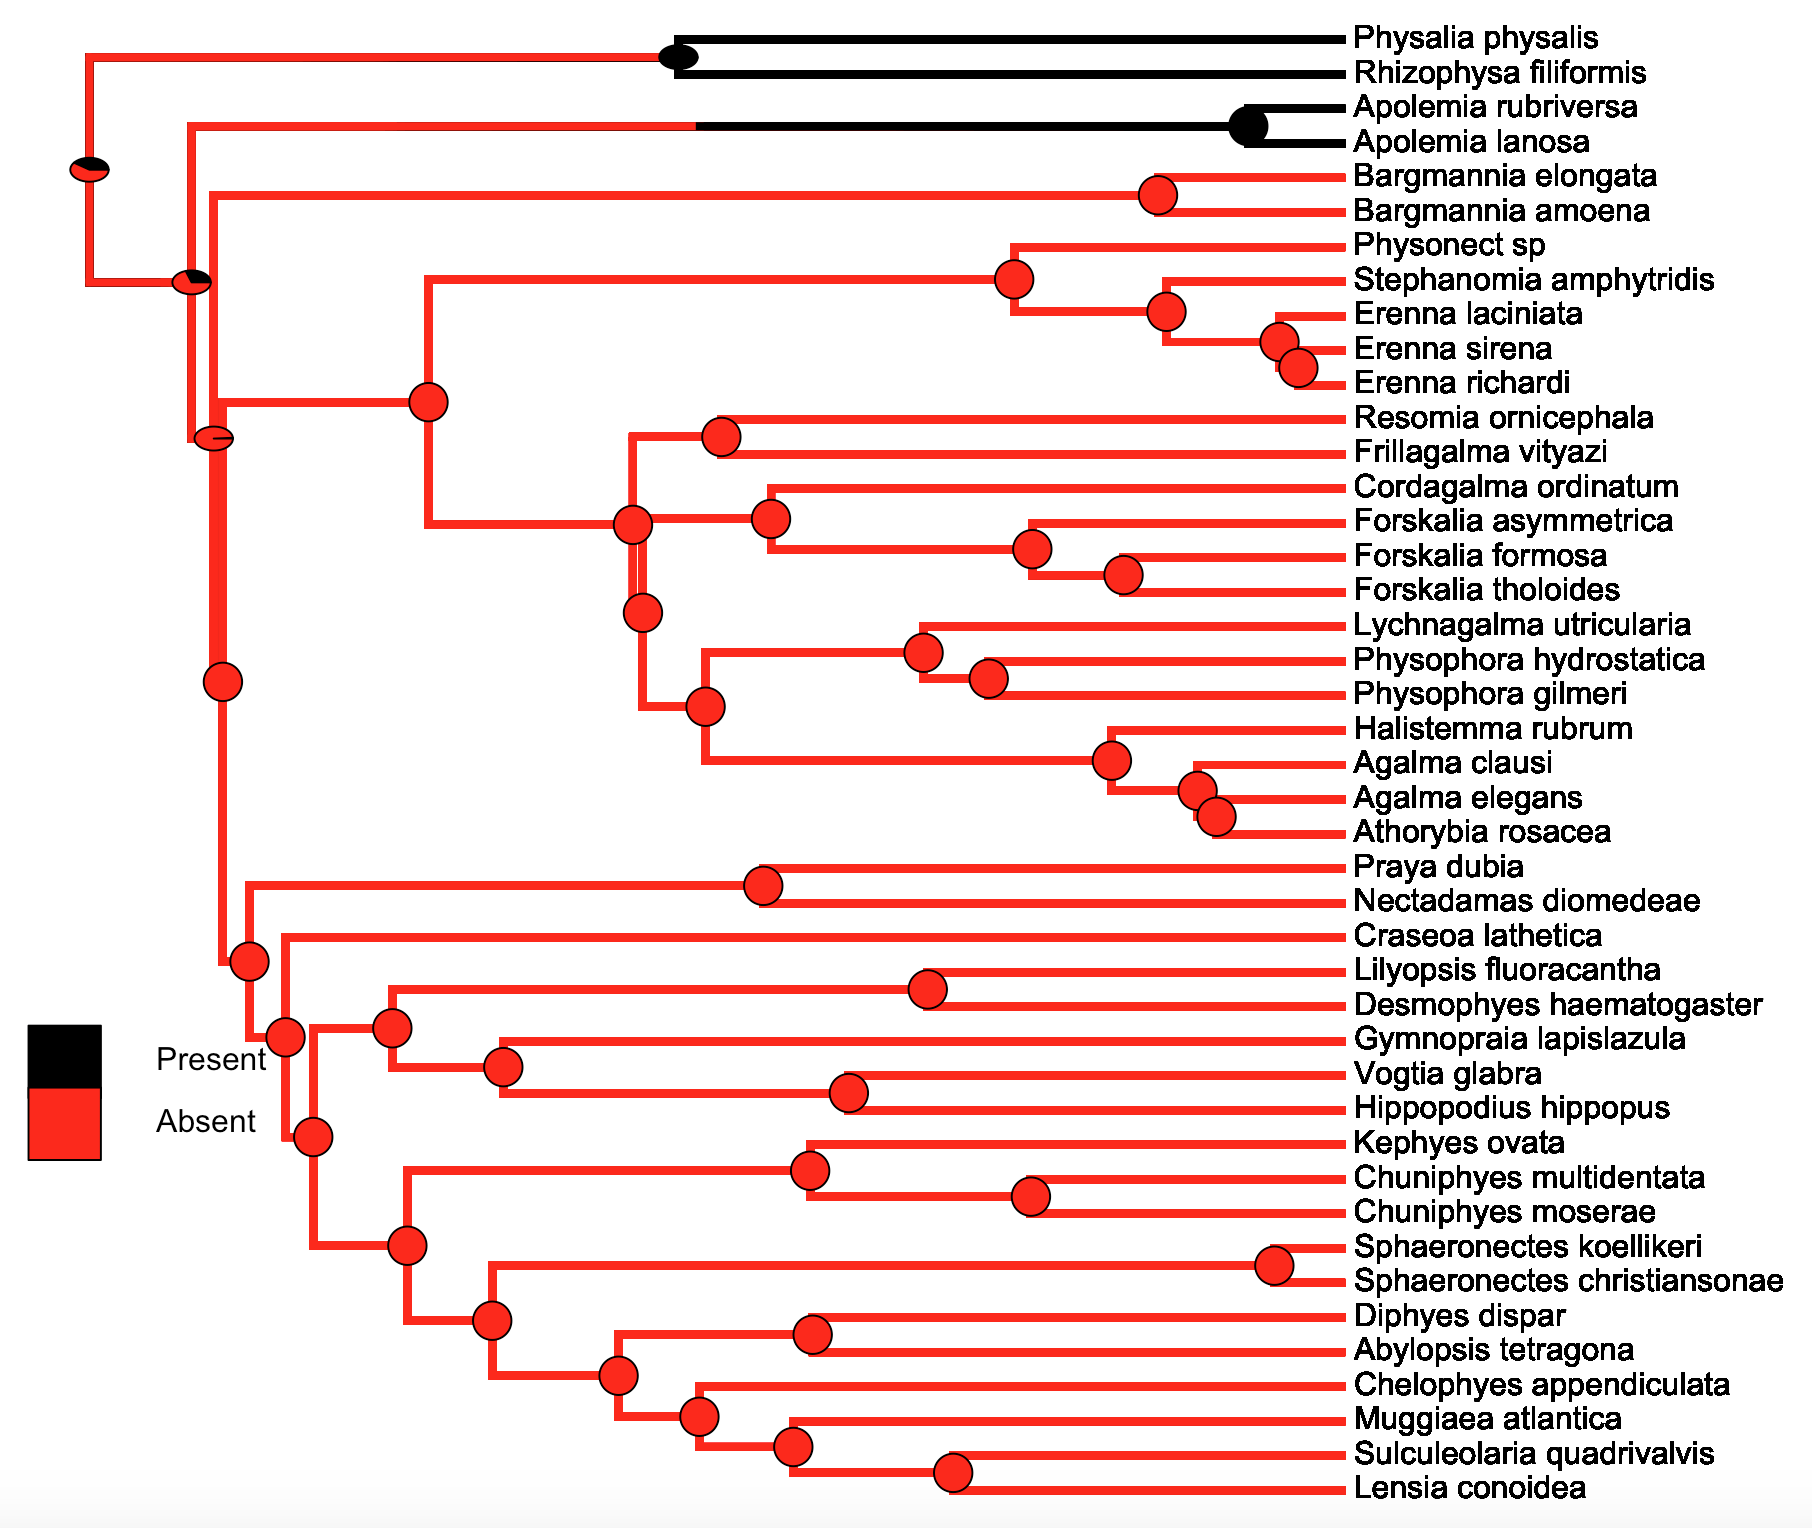 Physalia physalis
Rhizophysa filiformis
Apolemia rubriversa
Apolemia lanosa
Bargmannia elongata
Bargmannia amoena
Physonect sp
Stephanomia amphytridis
Erenna laciniata
Erenna sirena
Erenna richardi
Resomia ornicephala
Frillagalma vityazi
Cordagalma ordinatum
Forskalia asymmetrica
Forskalia formosa
Forskalia tholoides
Lychnagalma utricularia
Physophora hydrostatica
Physophora gilmeri
Halistemma rubrum
Agalma clausi
Agalma elegans
Athorybia rosacea
Praya dubia
Nectadamas diomedeae
Craseoa lathetica
Lilyopsis fluoracantha
Desmophyes haematogaster
Gymnopraia lapislazula
Vogtia glabra
Hippopodius hippopus
Kephyes ovata
Chuniphyes multidentata
Chuniphyes moserae
Sphaeronectes koellikeri
Sphaeronectes christiansonae
Diphyes dispar
Abylopsis tetragona
Chelophyes appendiculata
Muggiaea atlantica
Sulculeolaria quadrivalvis
Lensia conoidea
Present
Absent